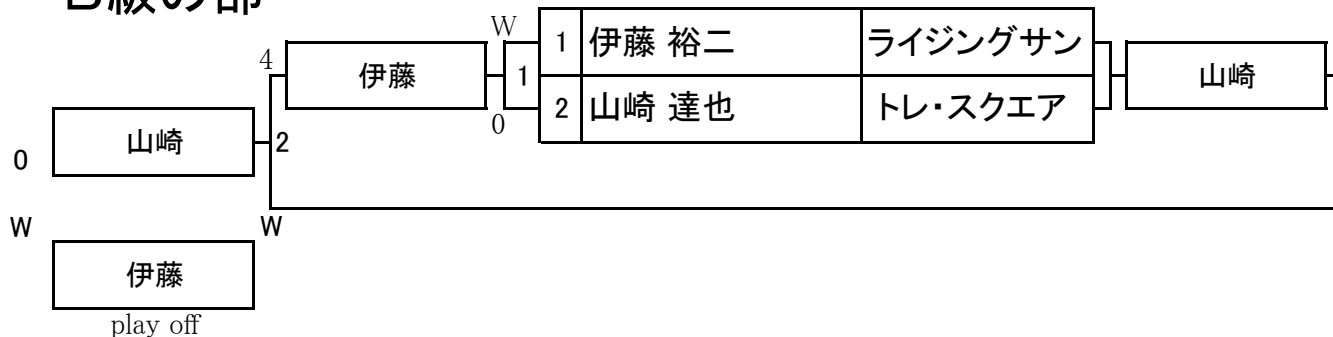 B級の部
W
1 伊藤 裕二 ライジングサン
4
伊藤
1
山崎
2 山崎 達也 トレ・スクエア
0
山崎
2
0
W
W
伊藤
play off